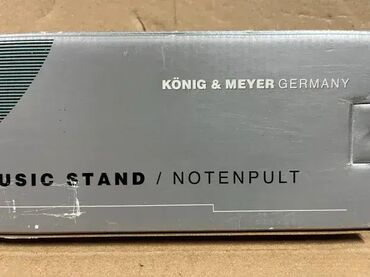 KÖNIG & MEYER GERMANY
USIC STAND / NOTENPULT